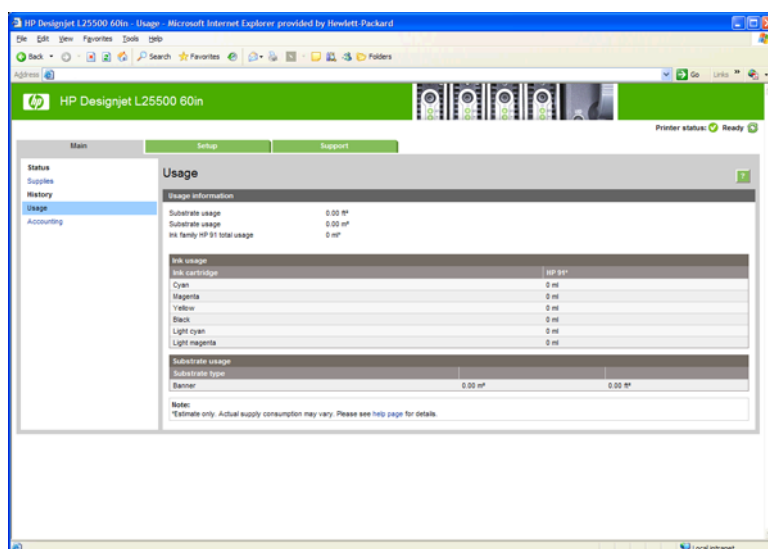 HP Designjet L25500 60in - Usage - Microsoft Internet Explorer provided by Hewlett-Packard
File Edit View Favorites Tools Help
Back Search Favorites Folders
Address Go Links »
hp HP Designjet L25500 60in
Printer status: Ready
Main Setup Support
Status
Supplies
History
Usage
Accounting
Usage
?
Usage information
Substrate usage 0.00 ft²
Substrate usage 0.00 m²
Ink family HP 91 total usage 0 ml*
Ink usage
Ink cartridge HP 91*
Cyan 0 ml
Magenta 0 ml
Yellow 0 ml
Black 0 ml
Light cyan 0 ml
Light magenta 0 ml
Substrate usage
Substrate type
Banner 0.00 m² 0.00 ft²
Note:
*Estimate only. Actual supply consumption may vary. Please see help page for details.
Local intranet